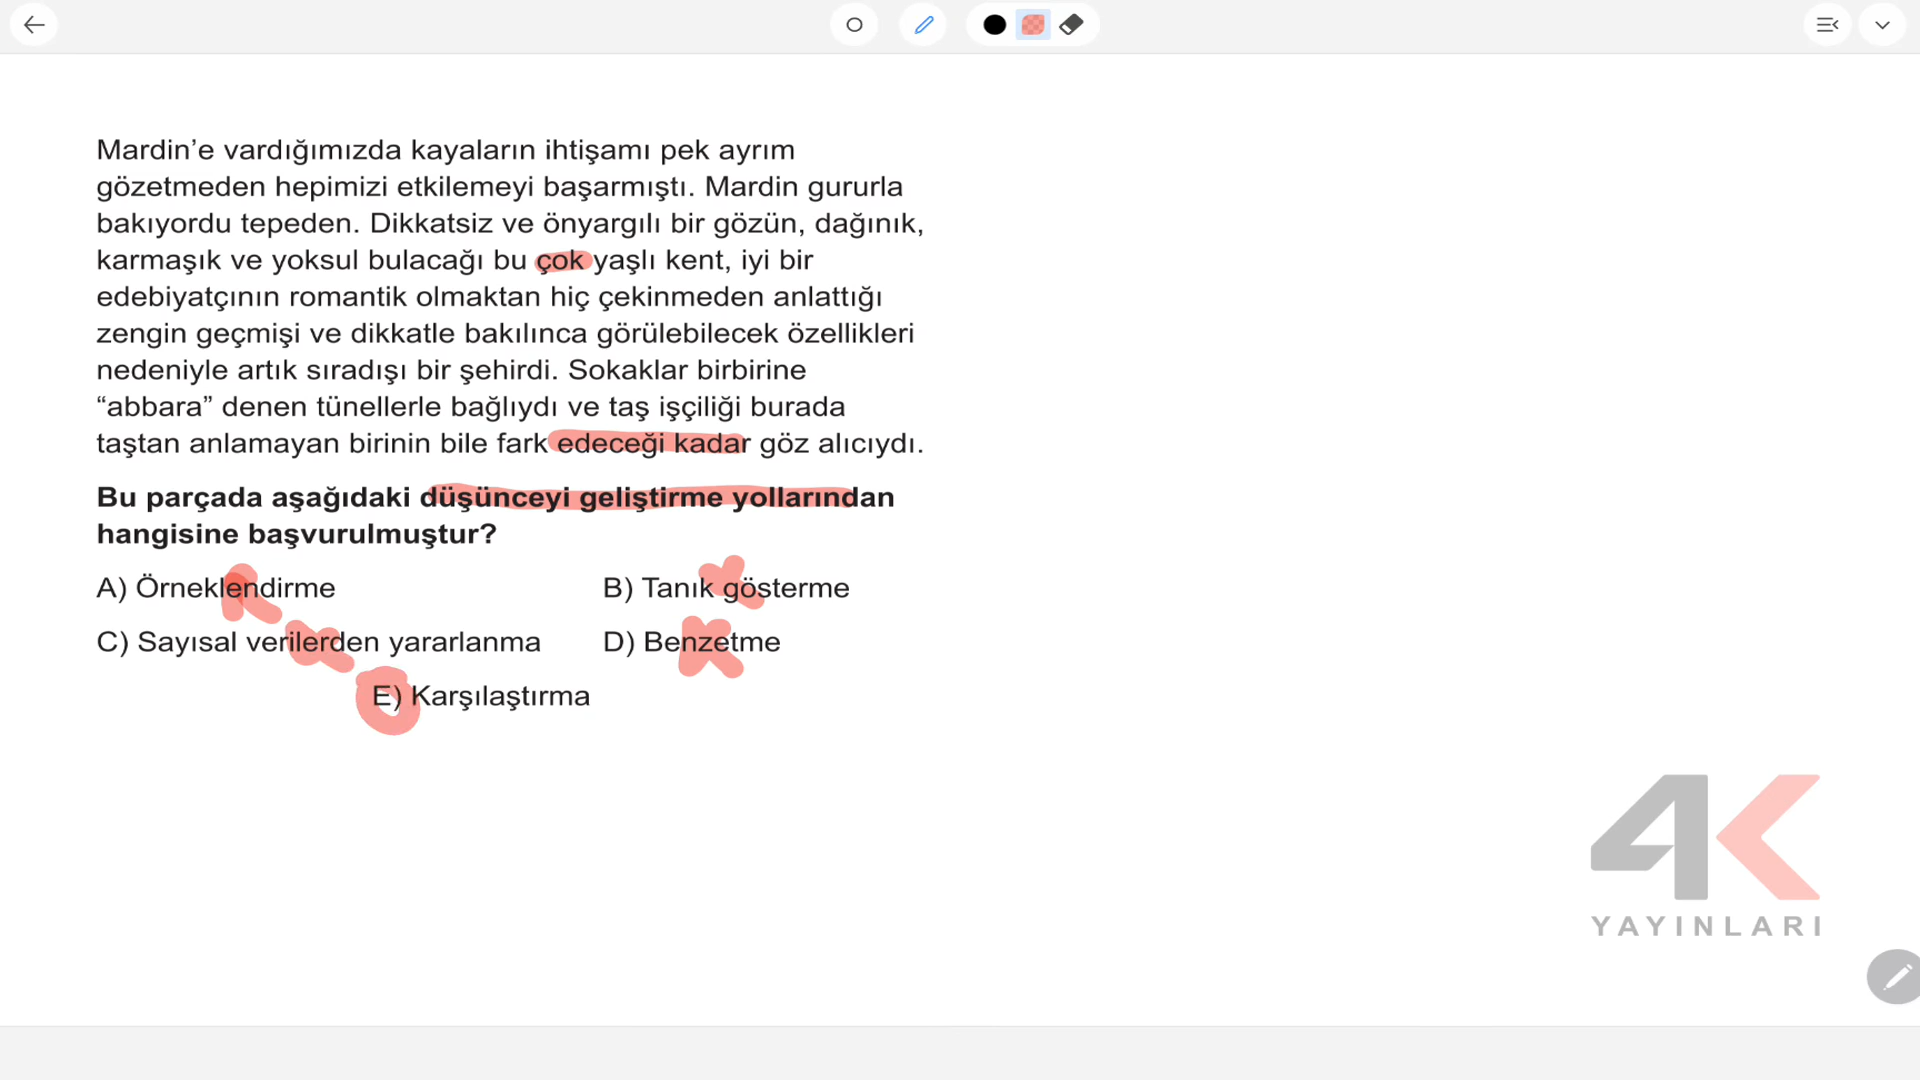 Mardin’e vardığımızda kayaların ihtişamı pek ayrım
gözetmeden hepimizi etkilemeyi başarmıştı. Mardin gururla
bakıyordu tepeden. Dikkatsiz ve önyargılı bir gözün, dağınık,
karmaşık ve yoksul bulacağı bu çok yaşlı kent, iyi bir
edebiyatçının romantik olmaktan hiç çekinmeden anlattığı
zengin geçmişi ve dikkatle bakılınca görülebilecek özellikleri
nedeniyle artık sıradışı bir şehirdi. Sokaklar birbirine
“abbara” denen tünellerle bağlıydı ve taş işçiliği burada
taştan anlamayan birinin bile fark edeceği kadar göz alıcıydı.
Bu parçada aşağıdaki düşünceyi geliştirme yollarından
hangisine başvurulmuştur?
A) Örneklendirme B) Tanık gösterme
C) Sayısal verilerden yararlanma D) Benzetme
E) Karşılaştırma
4K
YAYINLARI